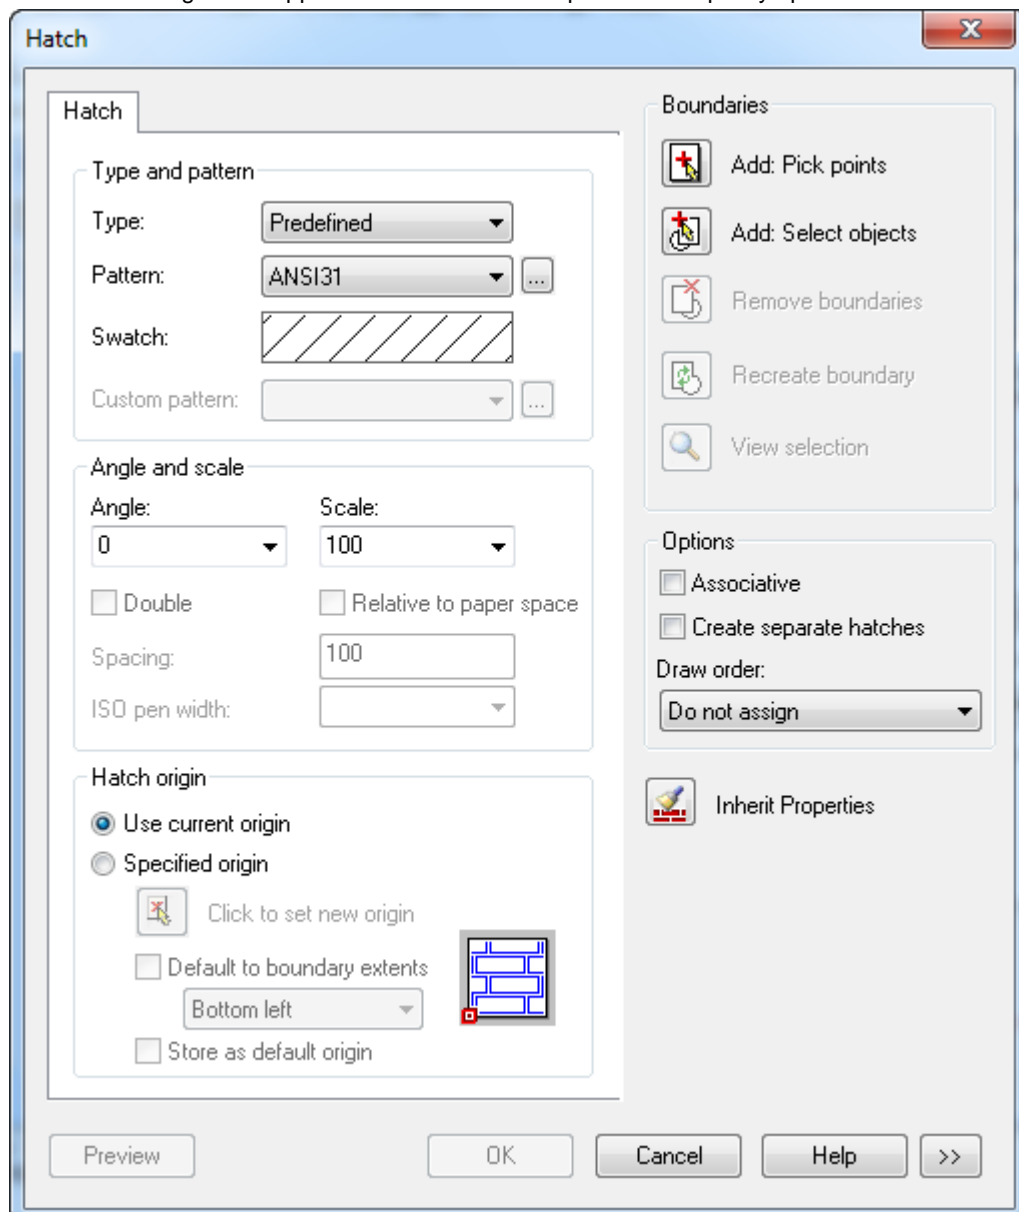 Hatch
Hatch
Type and pattern
Type:
Predefined
Pattern:
ANSI31
...
Swatch:
Custom pattern:
...
Angle and scale
Angle:
Scale:
0
100
Double
Relative to paper space
Spacing:
100
ISO pen width:
Hatch origin
Use current origin
Specified origin
Click to set new origin
Default to boundary extents
Bottom left
Store as default origin
Boundaries
Add: Pick points
Add: Select objects
Remove boundaries
Recreate boundary
View selection
Options
Associative
Create separate hatches
Draw order:
Do not assign
Inherit Properties
Preview
OK
Cancel
Help
>>